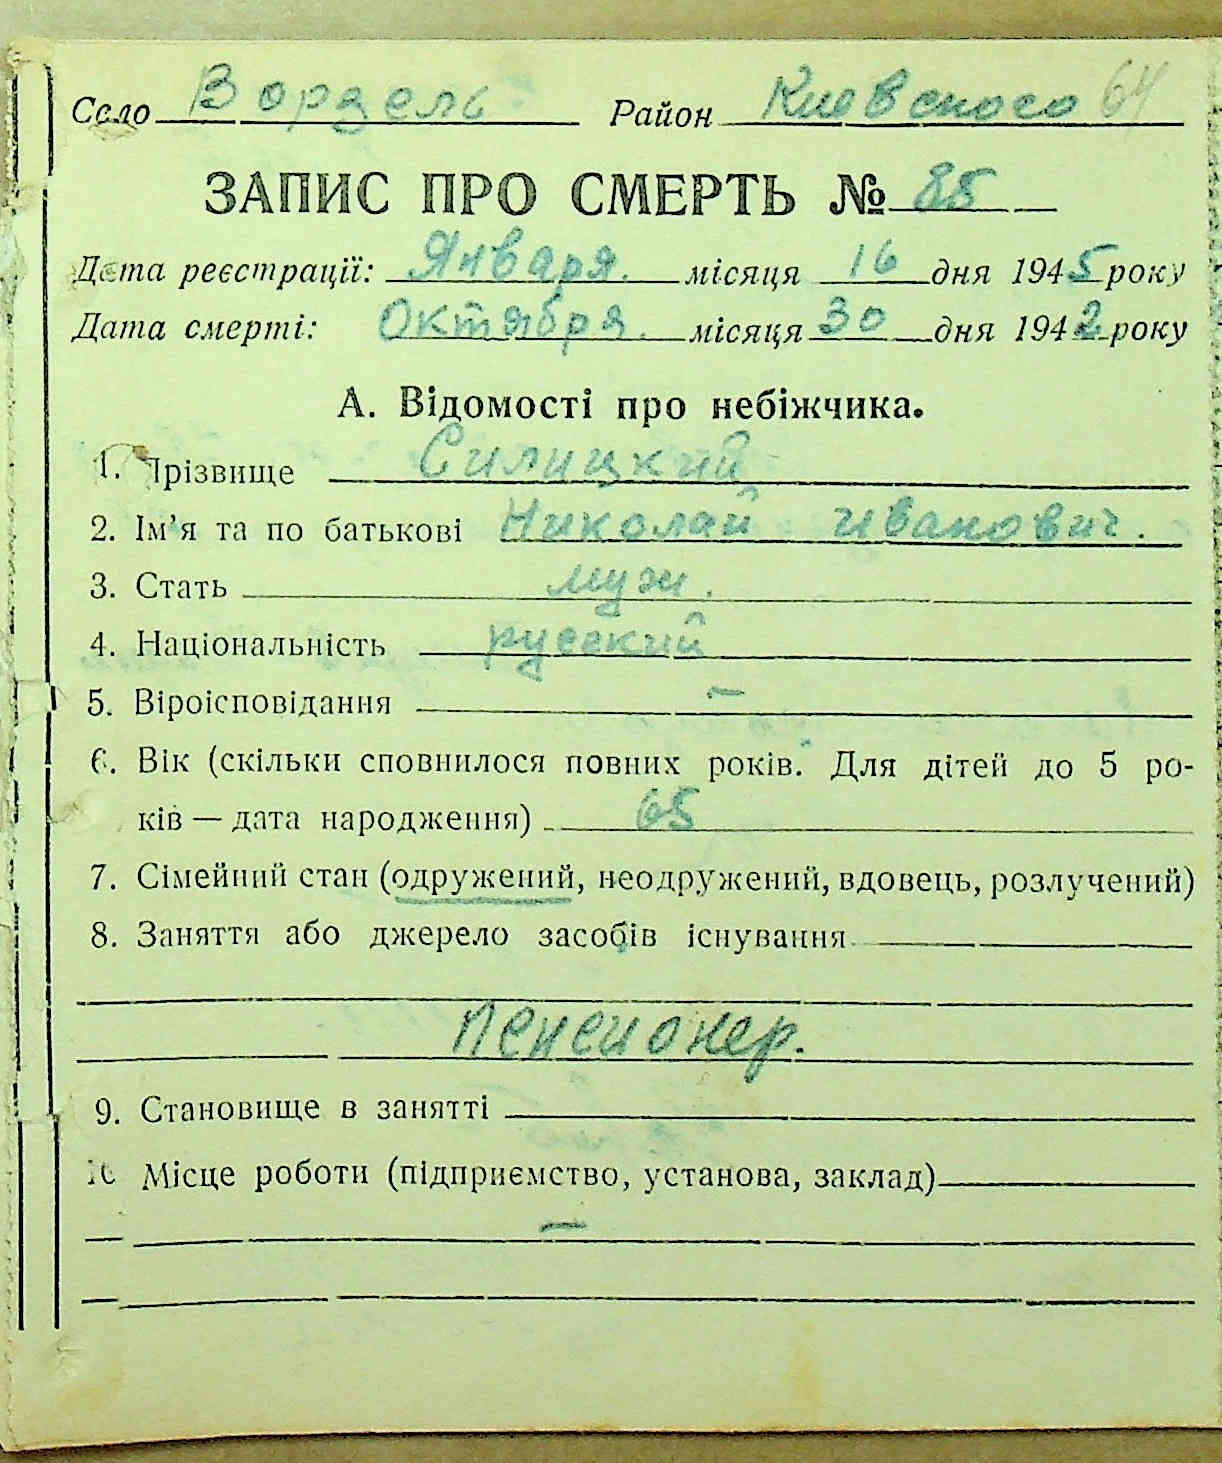 Село Ворзель Район Киевского 64
ЗАПИС ПРО СМЕРТЬ № 85
Дата реєстрації: Января. місяця 16 дня 1945 року
Дата смерті: Октября. місяця 30 дня 1942 року
А. Відомості про небіжчика.
1. Прізвище Силицкий
2. Ім'я та по батькові Николай Иванович.
3. Стать муж.
4. Національність русский
5. Віроісповідання —
6. Вік (скільки сповнилося повних років. Для дітей до 5 ро-
ків — дата народження) 65
7. Сімейний стан (одружений, неодружений, вдовець, розлучений)
8. Заняття або джерело засобів існування
Пенсионер.
9. Становище в занятті
10 Місце роботи (підприємство, установа, заклад)
—